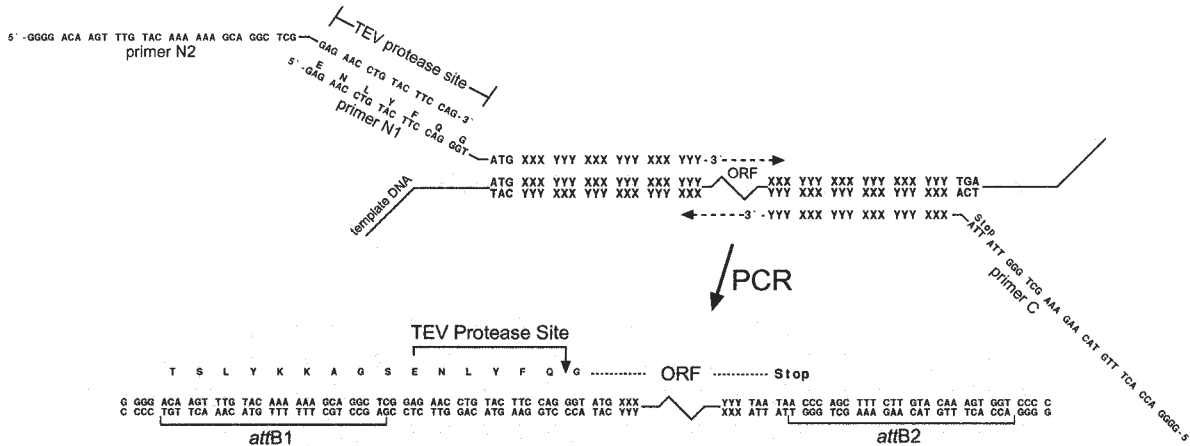 5`-GGGG ACA AGT TTG TAC AAA AAA GCA GGC TCG
primer N2
TEV protease site
GAG AAC CTG TAC TTC CAG-3`
E N L Y F Q G
5`-GAG AAC CTG TAC TTC CAG GGT
primer N1
ATG XXX YYY XXX YYY XXX YYY-3`
ORF
template DNA
ATG XXX YYY XXX YYY XXX YYY
TAC YYY XXX YYY XXX YYY XXX
XXX YYY XXX YYY XXX YYY TGA
YYY XXX YYY XXX YYY XXX ACT
3`-YYY XXX YYY XXX YYY XXX
Stop
ATT ATT GGG TCG AAA GAA CAT GTT TCA CCA GGGG-5
primer C
PCR
TEV Protease Site
T S L Y K K A G S E N L Y F Q G ORF Stop
G GGG ACA AGT TTG TAC AAA AAA GCA GGC TCG GAG AAC CTG TAC TTC CAG GGT ATG XXX YYY TAA TAA CCC AGC TTT CTT GTA CAA AGT GGT CCC C
C CCC TGT TCA AAC ATG TTT TTT CGT CCG AGC CTC TTG GAC ATG AAG GTC CCA TAC YYY XXX ATT ATT GGG TCG AAA GAA CAT GTT TCA CCA GGG G
attB1
attB2